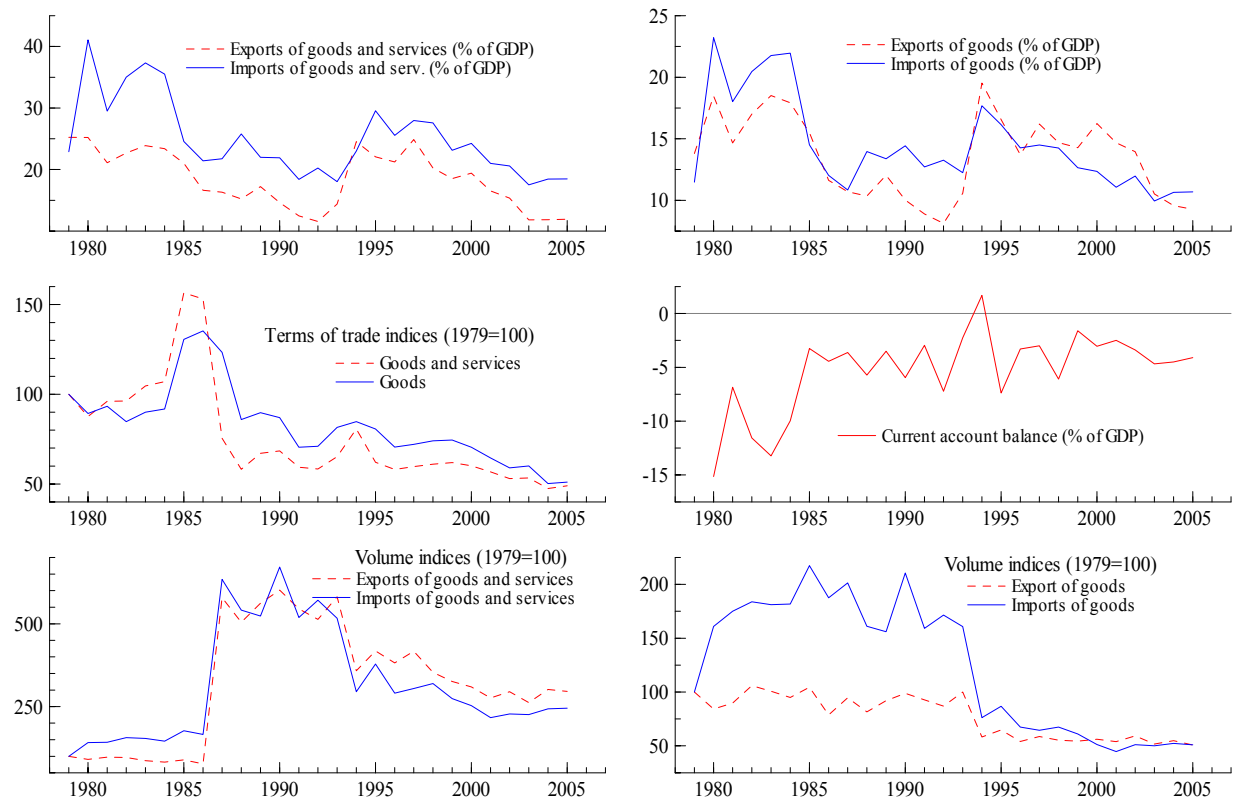 40
30
20
Exports of goods and services (% of GDP)
Imports of goods and serv. (% of GDP)
1980 1985 1990 1995 2000 2005
25
20
15
10
Exports of goods (% of GDP)
Imports of goods (% of GDP)
1980 1985 1990 1995 2000 2005
150
100
50
Terms of trade indices (1979=100)
Goods and services
Goods
1980 1985 1990 1995 2000 2005
0
-5
-10
-15
Current account balance (% of GDP)
1980 1985 1990 1995 2000 2005
500
250
Volume indices (1979=100)
Exports of goods and services
Imports of goods and services
1980 1985 1990 1995 2000 2005
200
150
100
50
Volume indices (1979=100)
Export of goods
Imports of goods
1980 1985 1990 1995 2000 2005